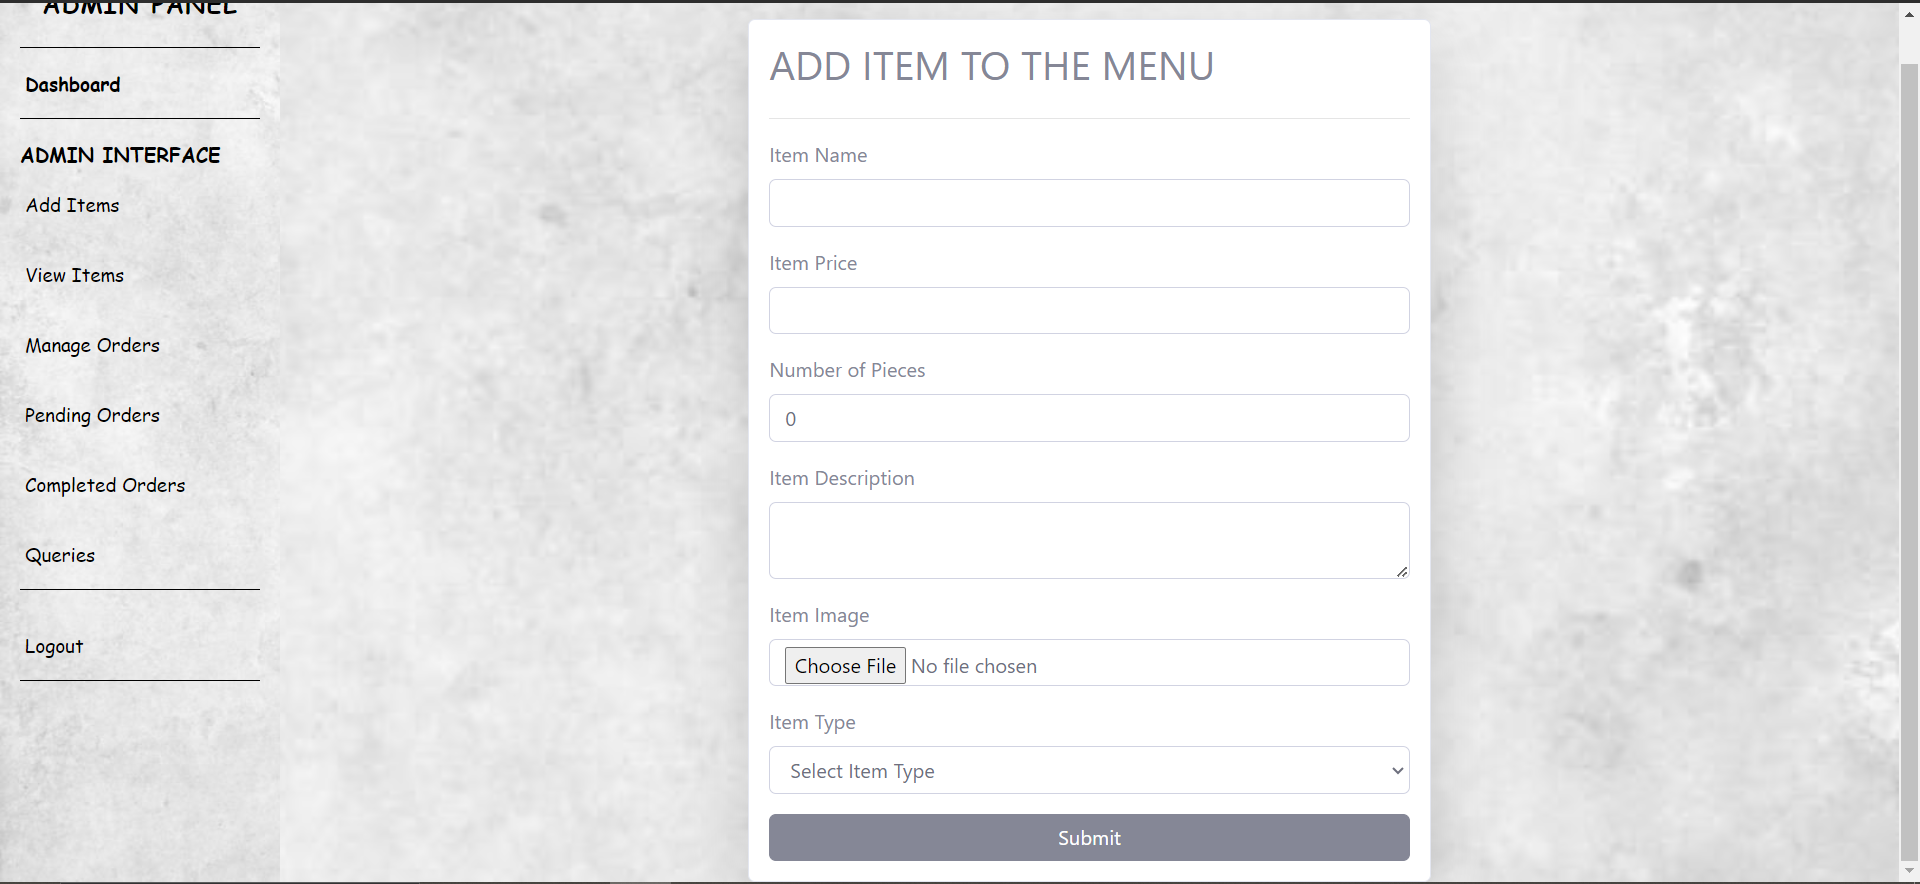 ADMIN PANEL
Dashboard
ADMIN INTERFACE
Add Items
View Items
Manage Orders
Pending Orders
Completed Orders
Queries
Logout
ADD ITEM TO THE MENU
Item Name
Item Price
Number of Pieces
0
Item Description
Item Image
Choose File No file chosen
Item Type
Select Item Type
Submit